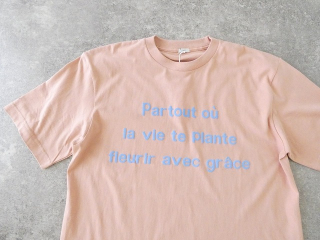 Partout où
la vie te plante
fleurir avec grâce